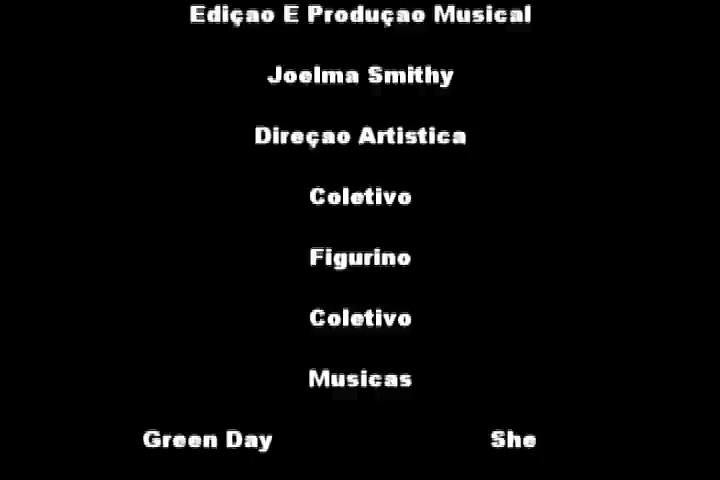 Ediçao E Produçao Musical
Joelma Smithy
Direçao Artistica
Coletivo
Figurino
Coletivo
Musicas
Green Day She